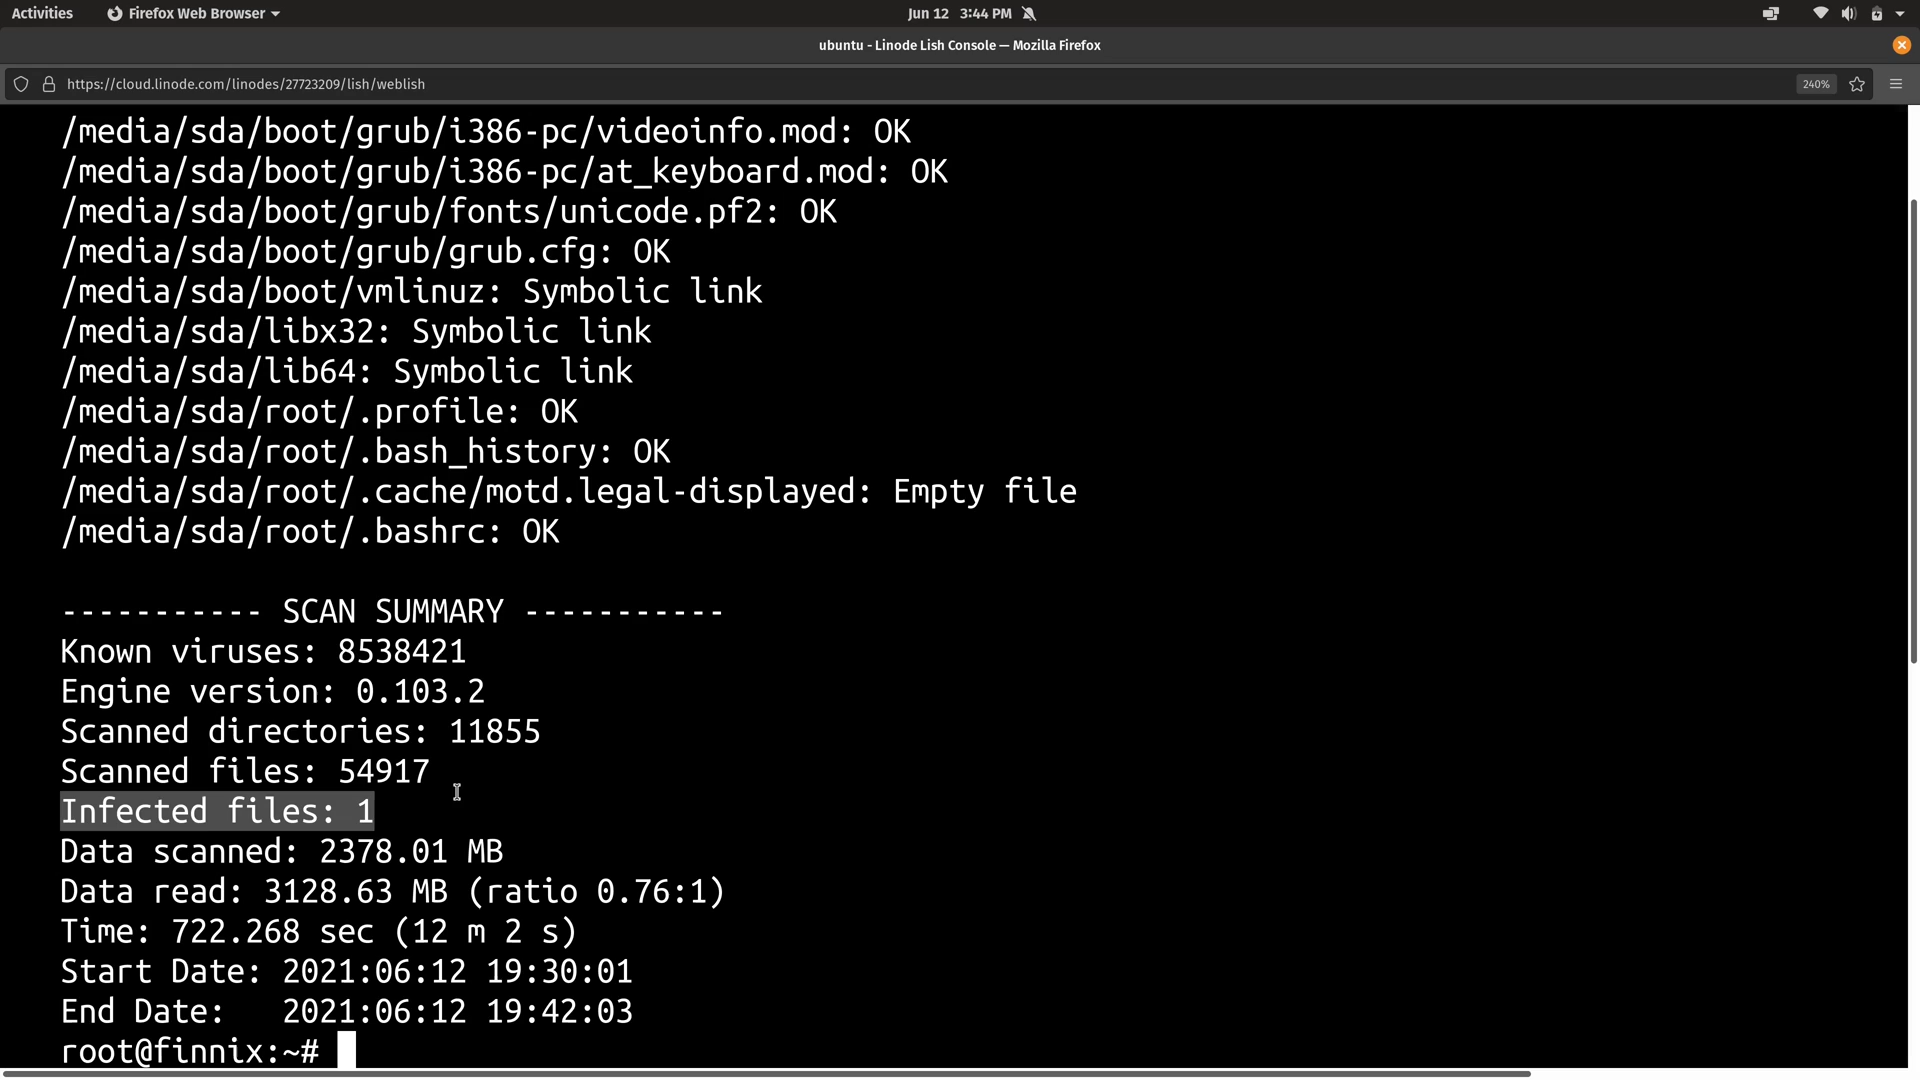 Activities Firefox Web Browser Jun 12 3:44 PM
ubuntu - Linode Lish Console — Mozilla Firefox
https://cloud.linode.com/linodes/27723209/lish/weblish 240%
/media/sda/boot/grub/i386-pc/videoinfo.mod: OK
/media/sda/boot/grub/i386-pc/at_keyboard.mod: OK
/media/sda/boot/grub/fonts/unicode.pf2: OK
/media/sda/boot/grub/grub.cfg: OK
/media/sda/boot/vmlinuz: Symbolic link
/media/sda/libx32: Symbolic link
/media/sda/lib64: Symbolic link
/media/sda/root/.profile: OK
/media/sda/root/.bash_history: OK
/media/sda/root/.cache/motd.legal-displayed: Empty file
/media/sda/root/.bashrc: OK
----------- SCAN SUMMARY -----------
Known viruses: 8538421
Engine version: 0.103.2
Scanned directories: 11855
Scanned files: 54917
Infected files: 1
Data scanned: 2378.01 MB
Data read: 3128.63 MB (ratio 0.76:1)
Time: 722.268 sec (12 m 2 s)
Start Date: 2021:06:12 19:30:01
End Date:   2021:06:12 19:42:03
root@finnix:~#